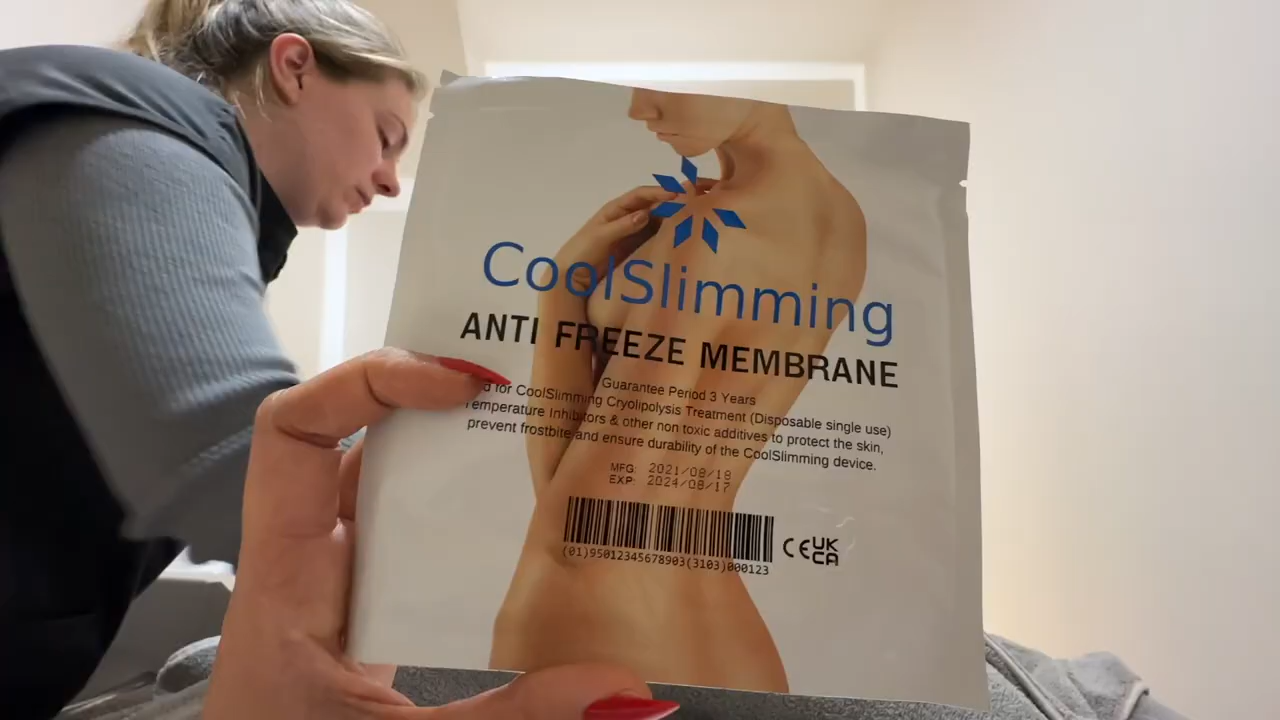 CoolSlimming
ANTI FREEZE MEMBRANE
Guarantee Period 3 Years
for CoolSlimming Cryolipolysis Treatment (Disposable single use)
Temperature Inhibitors & other non toxic additives to protect the skin,
prevent frostbite and ensure durability of the CoolSlimming device.
MFG: 2021/08/18
EXP: 2024/08/17
(01)95012345678903(3103)000123
CE UK CA